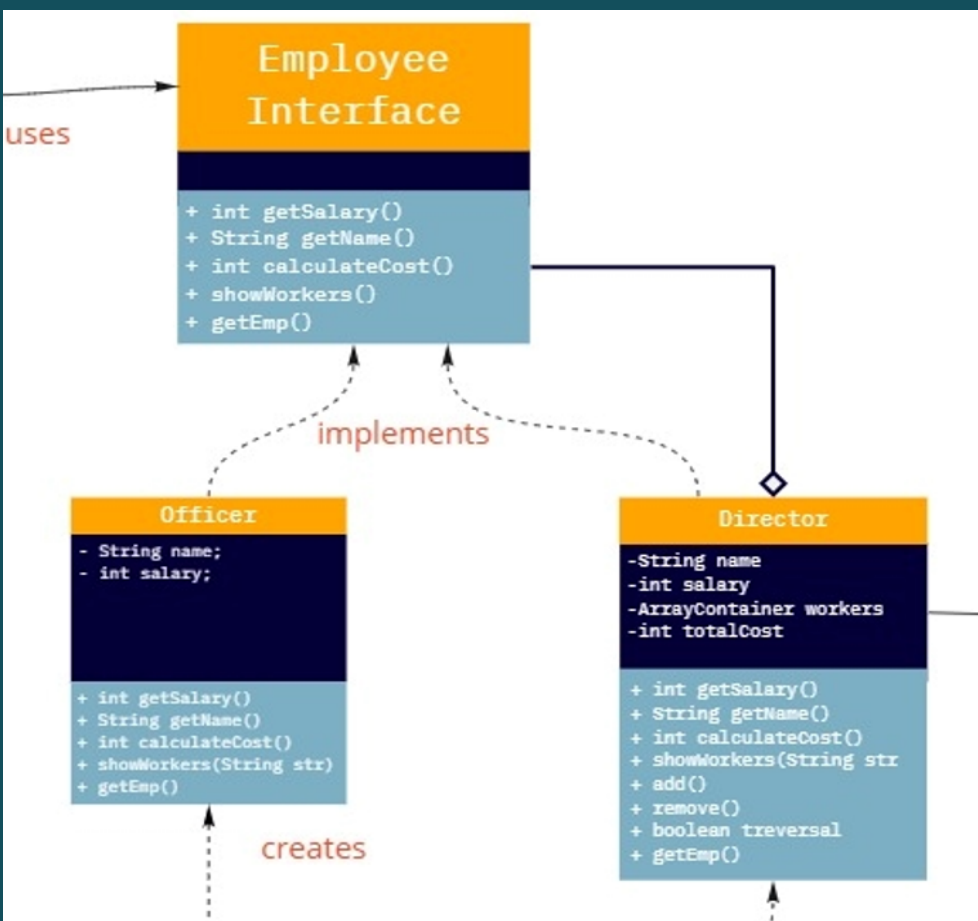 Employee
Interface
uses
+ int getSalary()
+ String getName()
+ int calculateCost()
+ showWorkers()
+ getEmp()
implements
Officer
- String name;
- int salary;
+ int getSalary()
+ String getName()
+ int calculateCost()
+ showWorkers(String str)
+ getEmp()
Director
-String name
-int salary
-ArrayContainer workers
-int totalCost
+ int getSalary()
+ String getName()
+ int calculateCost()
+ showWorkers(String str
+ add()
+ remove()
+ boolean treversal
+ getEmp()
creates